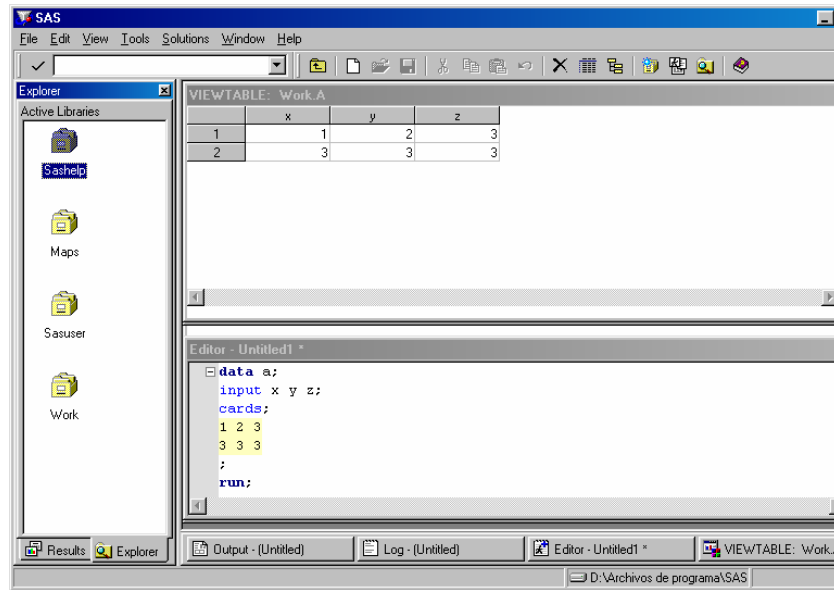 SAS
File Edit View Tools Solutions Window Help
Explorer
Active Libraries
Sashelp
Maps
Sasuser
Work
VIEWTABLE: Work.A
x y z
1 1 2 3
2 3 3 3
Editor - Untitled1 *
data a;
input x y z;
cards;
1 2 3
3 3 3
;
run;
Results Explorer
Output - (Untitled) Log - (Untitled) Editor - Untitled1 * VIEWTABLE: Work.
D:\Archivos de programa\SAS